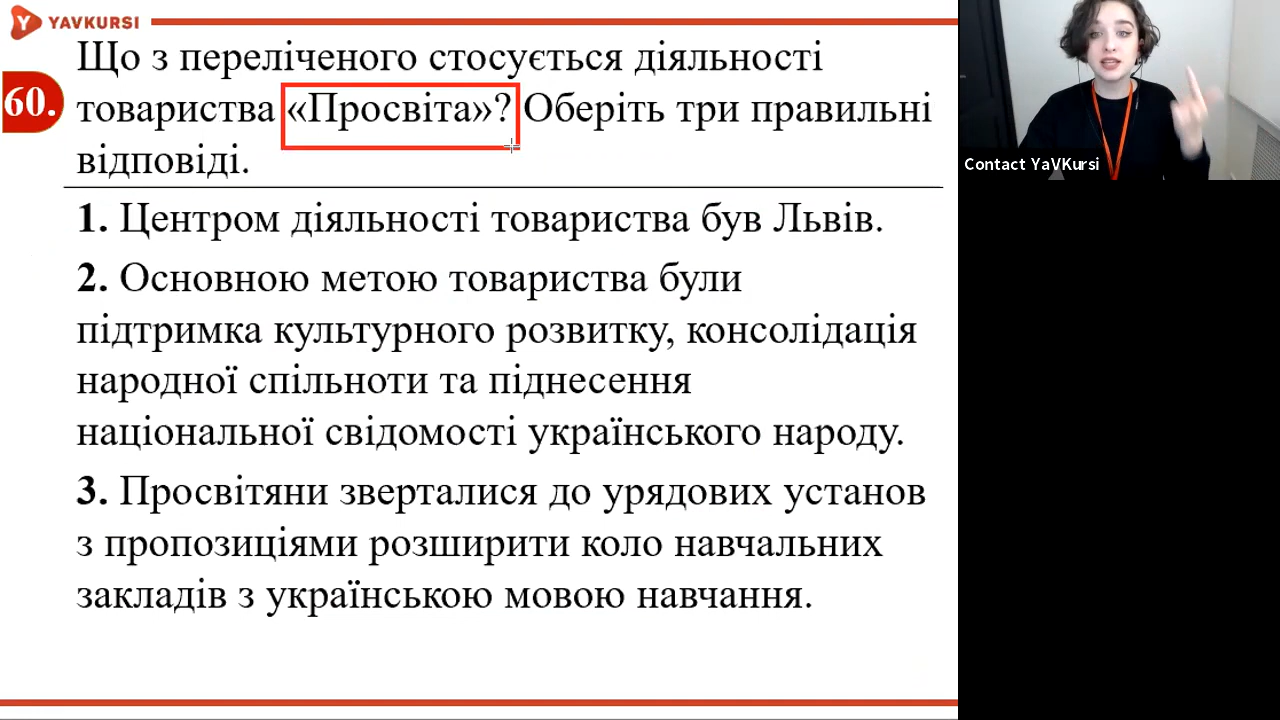 YAVKURSI
Що з переліченого стосується діяльності
60. товариства «Просвіта»? Оберіть три правильні
відповіді.
1. Центром діяльності товариства був Львів.
2. Основною метою товариства були
підтримка культурного розвитку, консолідація
народної спільноти та піднесення
національної свідомості українського народу.
3. Просвітяни зверталися до урядових установ
з пропозиціями розширити коло навчальних
закладів з українською мовою навчання.
Contact YaVKursi